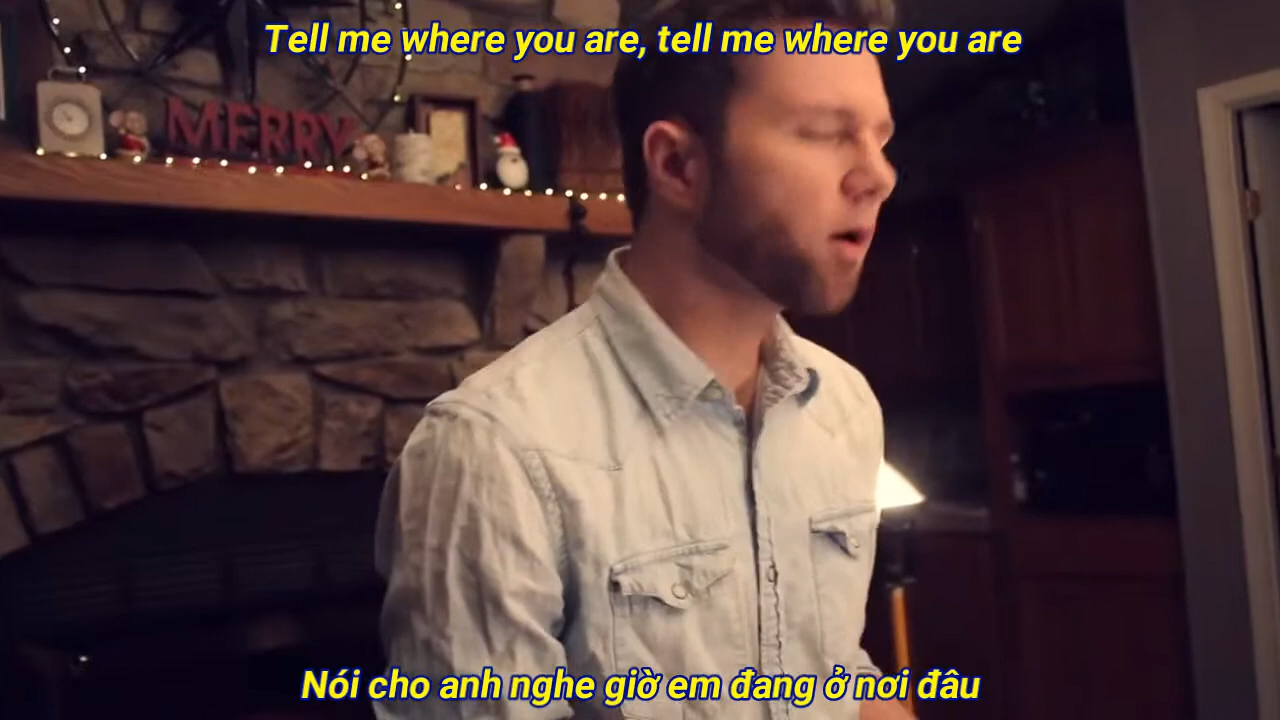 Tell me where you are, tell me where you are
MERRY
Nói cho anh nghe giờ em đang ở nơi đâu